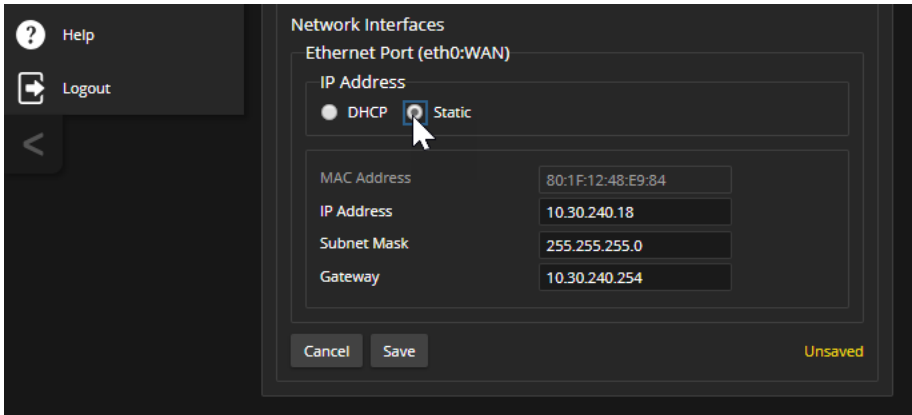 Help
Logout
<
Network Interfaces
Ethernet Port (eth0:WAN)
IP Address
DHCP Static
MAC Address 80:1F:12:48:E9:84
IP Address 10.30.240.18
Subnet Mask 255.255.255.0
Gateway 10.30.240.254
Cancel Save Unsaved